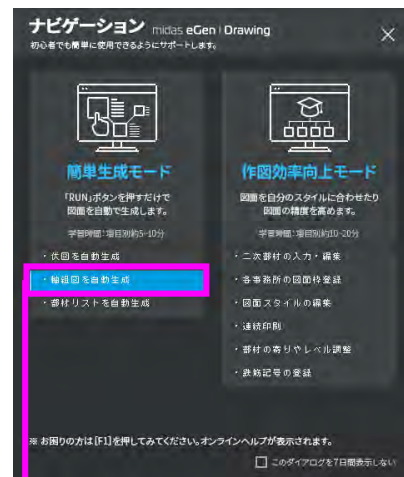 ナビゲーション midas eGen | Drawing
初心者でも簡単に使用できるようにサポートします。
簡単生成モード
「RUN」ボタンを押すだけで
図面を自動で生成します。
学習時間:項目別約5-10分
・伏図を自動生成
・軸組図を自動生成
・部材リストを自動生成
作図効率向上モード
図面を自分のスタイルに合わせたり
図面の精度を高めます。
学習時間:項目別約10-20分
・二次部材の入力・編集
・各事務所の図面枠登録
・図面スタイルの編集
・連続印刷
・部材の寄りやレベル調整
・鉄筋記号の登録
※ お困りの方は[F1]を押してみてください。オンラインヘルプが表示されます。
このダイアログを7日間表示しない